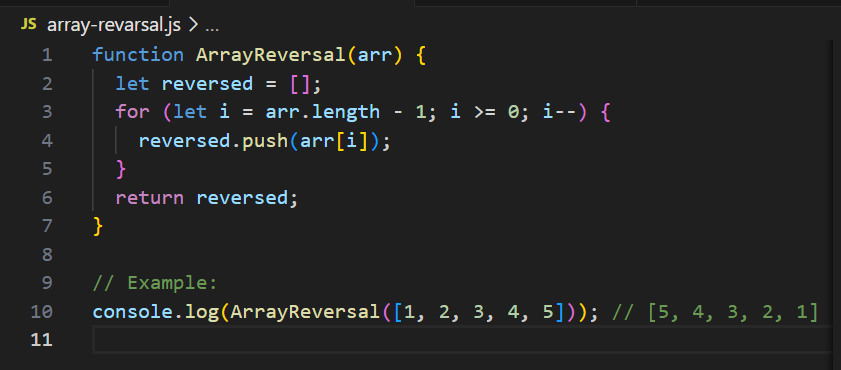 JS array-revarsal.js > ...
1 function ArrayReversal(arr) {
2   let reversed = [];
3   for (let i = arr.length - 1; i >= 0; i--) {
4     reversed.push(arr[i]);
5   }
6   return reversed;
7 }
8
9 // Example:
10 console.log(ArrayReversal([1, 2, 3, 4, 5])); // [5, 4, 3, 2, 1]
11